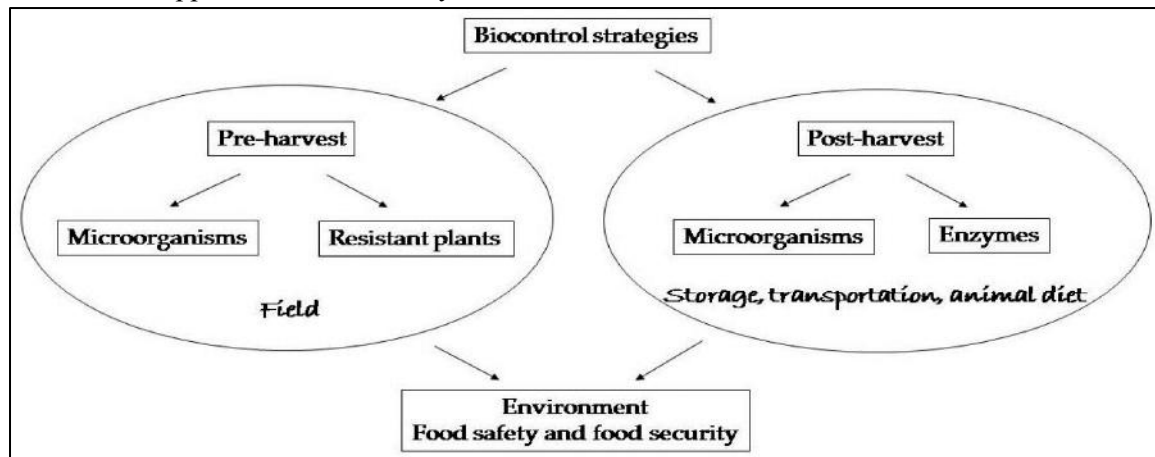 Biocontrol strategies
Pre-harvest
Post-harvest
Microorganisms
Resistant plants
Microorganisms
Enzymes
Field
Storage, transportation, animal diet
Environment
Food safety and food security